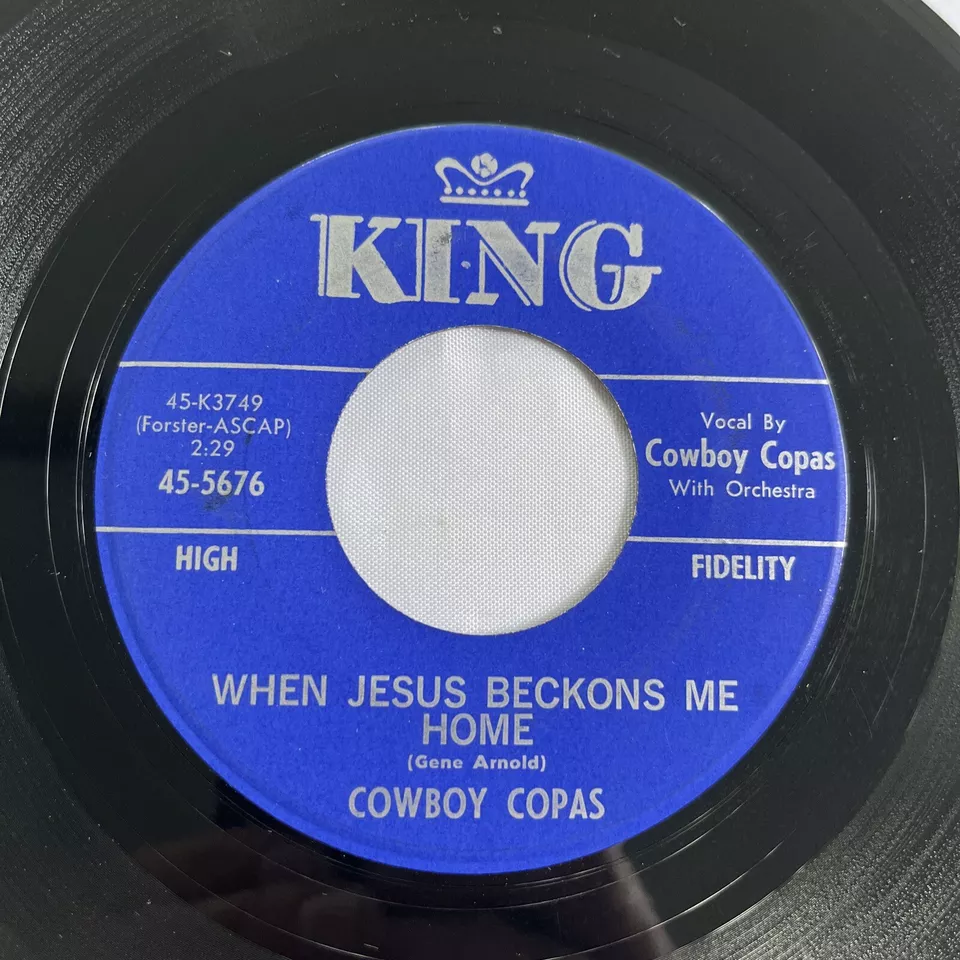 KING
45-K3749
(Forster-ASCAP)
2:29
45-5676
Vocal By
Cowboy Copas
With Orchestra
HIGH
FIDELITY
WHEN JESUS BECKONS ME
HOME
(Gene Arnold)
COWBOY COPAS